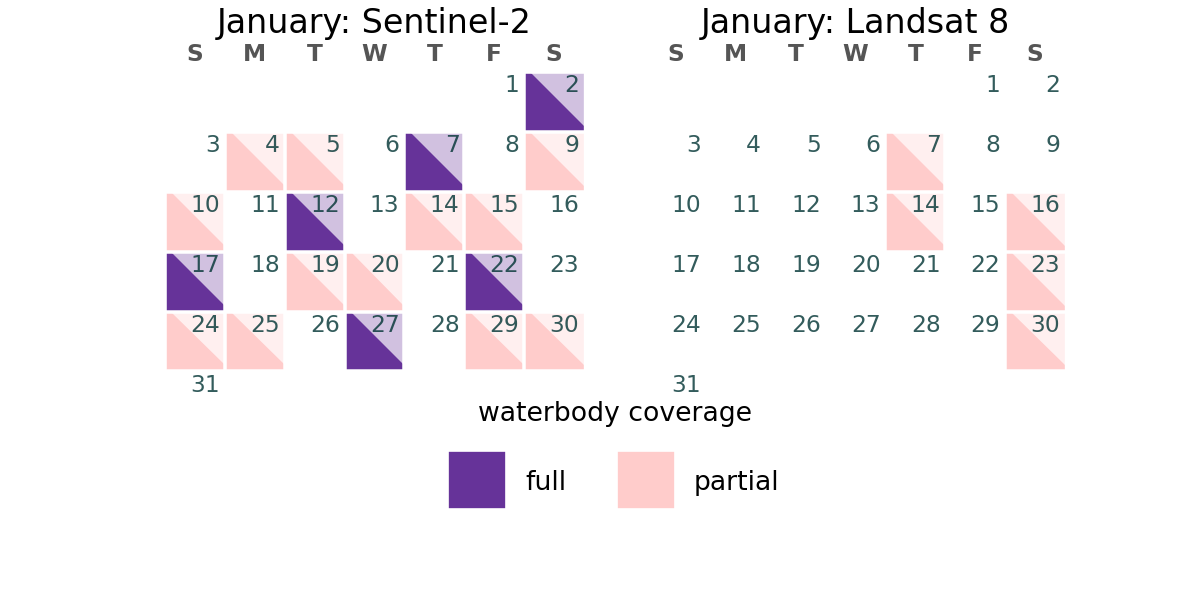 January: Sentinel-2
S M T W T F S
1 2
3 4 5 6 7 8 9
10 11 12 13 14 15 16
17 18 19 20 21 22 23
24 25 26 27 28 29 30
31
January: Landsat 8
S M T W T F S
1 2
3 4 5 6 7 8 9
10 11 12 13 14 15 16
17 18 19 20 21 22 23
24 25 26 27 28 29 30
31
waterbody coverage
full
partial